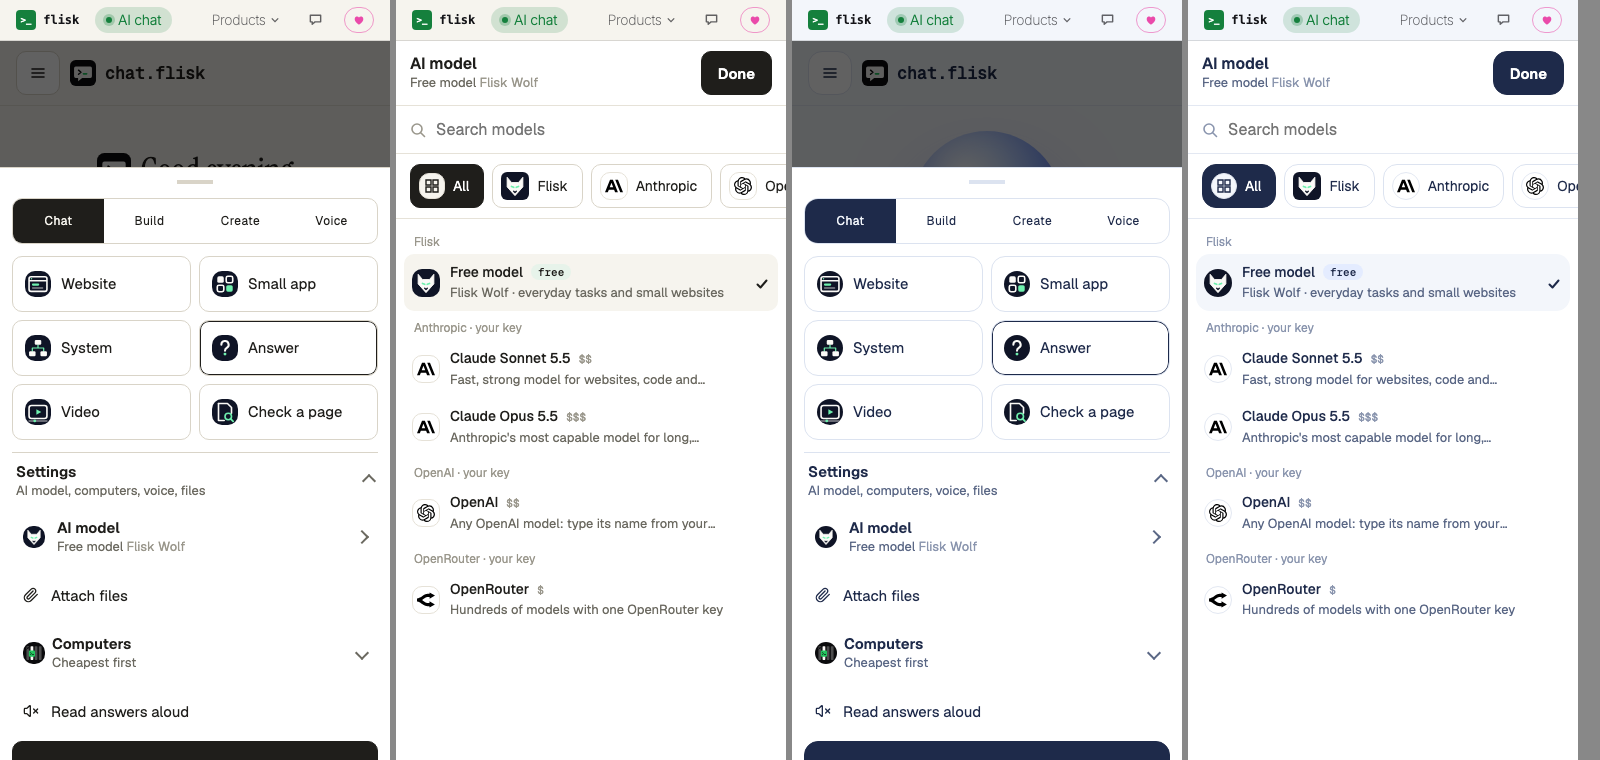 flisk
AI chat
Products
chat.flisk
Good evening
Chat
Build
Create
Voice
Website
Small app
System
Answer
Video
Check a page
Settings
AI model, computers, voice, files
AI model
Free model Flisk Wolf
Attach files
Computers
Cheapest first
Read answers aloud
flisk
AI chat
Products
AI model
Free model Flisk Wolf
Done
Search models
All
Flisk
Anthropic
Ope
Flisk
Free model free
Flisk Wolf · everyday tasks and small websites
Anthropic · your key
Claude Sonnet 5.5 $$
Fast, strong model for websites, code and…
Claude Opus 5.5 $$$
Anthropic's most capable model for long,…
OpenAI · your key
OpenAI $$
Any OpenAI model: type its name from your…
OpenRouter · your key
OpenRouter $
Hundreds of models with one OpenRouter key
flisk
AI chat
Products
chat.flisk
Chat
Build
Create
Voice
Website
Small app
System
Answer
Video
Check a page
Settings
AI model, computers, voice, files
AI model
Free model Flisk Wolf
Attach files
Computers
Cheapest first
Read answers aloud
flisk
AI chat
Products
AI model
Free model Flisk Wolf
Done
Search models
All
Flisk
Anthropic
Ope
Flisk
Free model free
Flisk Wolf · everyday tasks and small websites
Anthropic · your key
Claude Sonnet 5.5 $$
Fast, strong model for websites, code and…
Claude Opus 5.5 $$$
Anthropic's most capable model for long,…
OpenAI · your key
OpenAI $$
Any OpenAI model: type its name from your…
OpenRouter · your key
OpenRouter $
Hundreds of models with one OpenRouter key